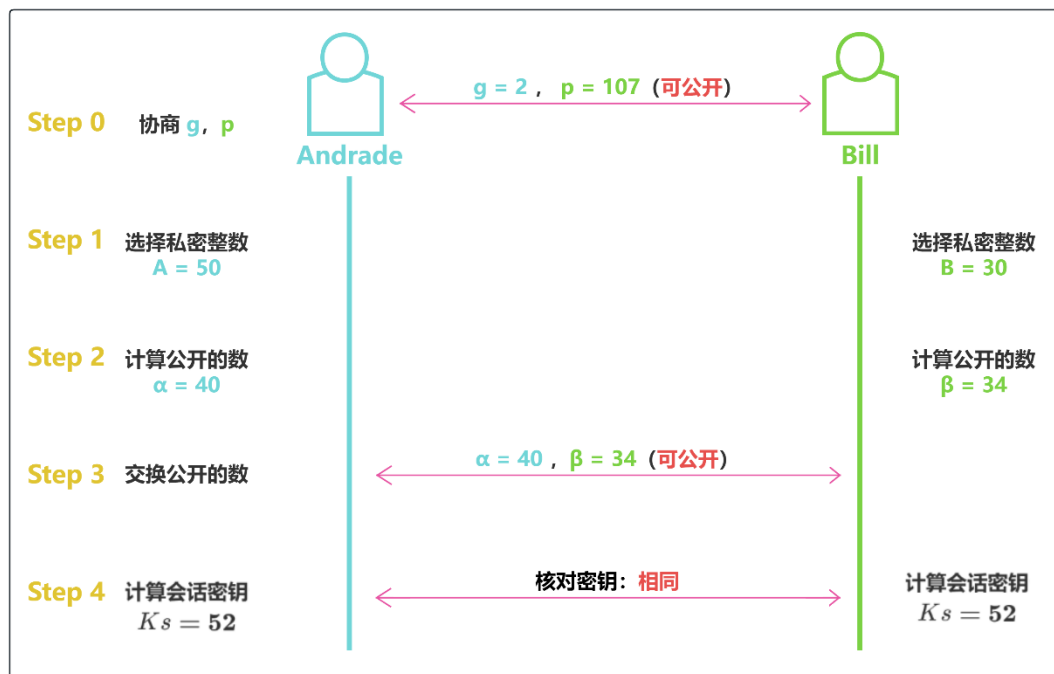 g = 2 ， p = 107 (可公开)
Step 0 协商 g，p
Andrade Bill
Step 1 选择私密整数 选择私密整数
A = 50 B = 30
Step 2 计算公开的数 计算公开的数
α = 40 β = 34
α = 40 ，β = 34 (可公开)
Step 3 交换公开的数
核对密钥：相同
Step 4 计算会话密钥 计算会话密钥
Ks = 52 Ks = 52